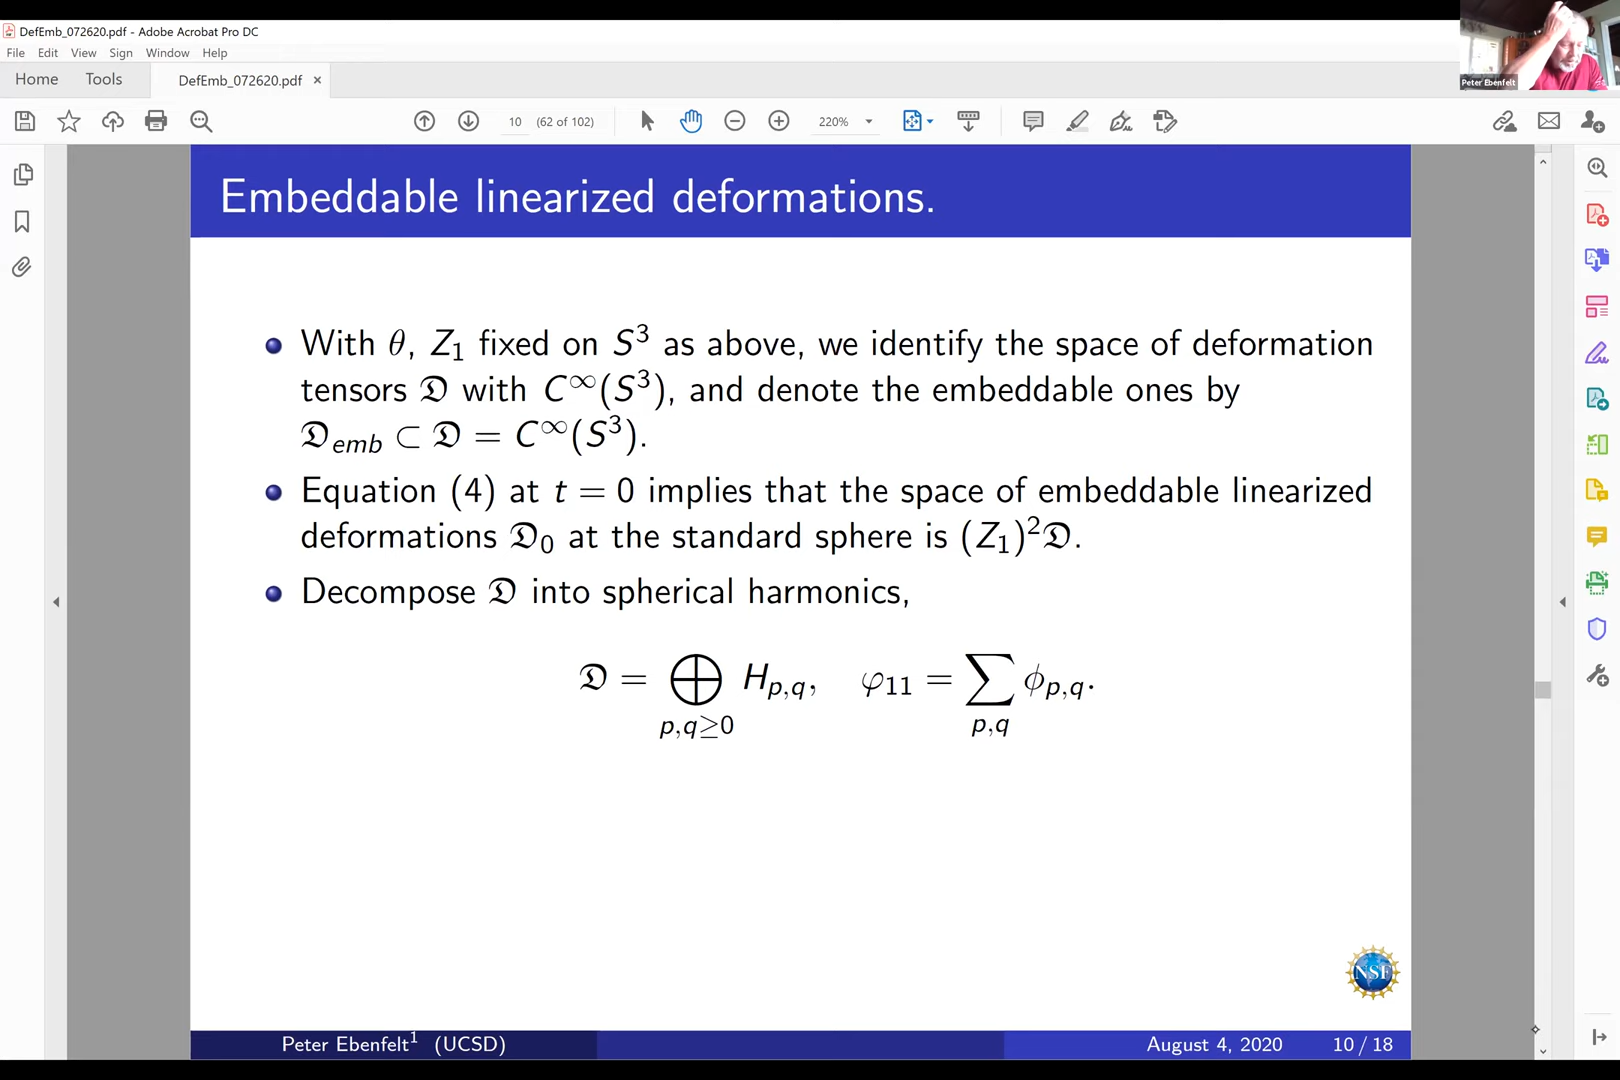 DefEmb_072620.pdf - Adobe Acrobat Pro DC
File Edit View Sign Window Help
Home Tools DefEmb_072620.pdf ×
10 (62 of 102) 220%
Peter Ebenfelt
Embeddable linearized deformations.
With θ, Z₁ fixed on S³ as above, we identify the space of deformation
tensors 𝔇 with C^∞(S³), and denote the embeddable ones by
𝔇_emb ⊂ 𝔇 = C^∞(S³).
Equation (4) at t = 0 implies that the space of embeddable linearized
deformations 𝔇₀ at the standard sphere is (Z₁)²𝔇.
Decompose 𝔇 into spherical harmonics,
𝔇 = ⨁_{p,q≥0} H_{p,q}, φ₁₁ = ∑_{p,q} ϕ_{p,q}.
NSF
Peter Ebenfelt¹ (UCSD) August 4, 2020 10 / 18